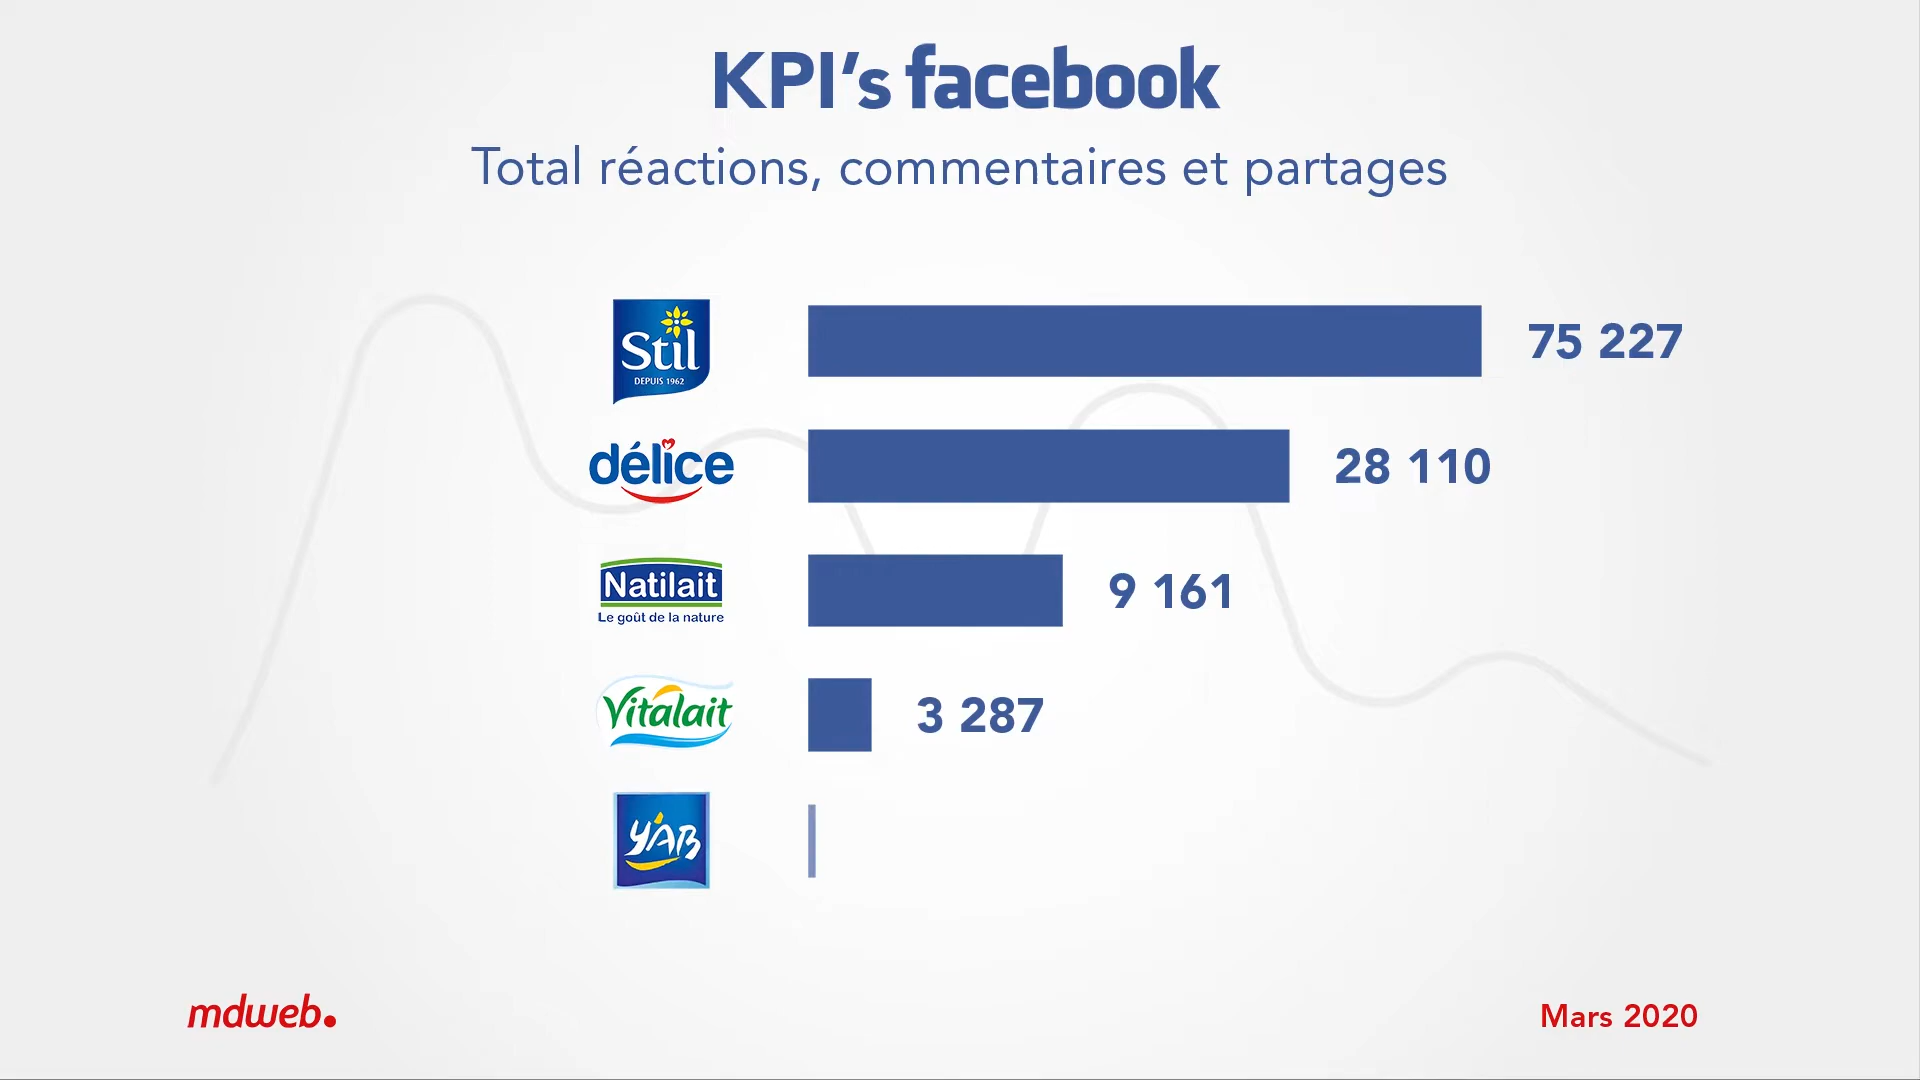 KPI's facebook
Total réactions, commentaires et partages
Stil
DEPUIS 1962
75 227
délice
28 110
Natilait
Le goût de la nature
9 161
Vitalait
3 287
YAB
mdweb.
Mars 2020